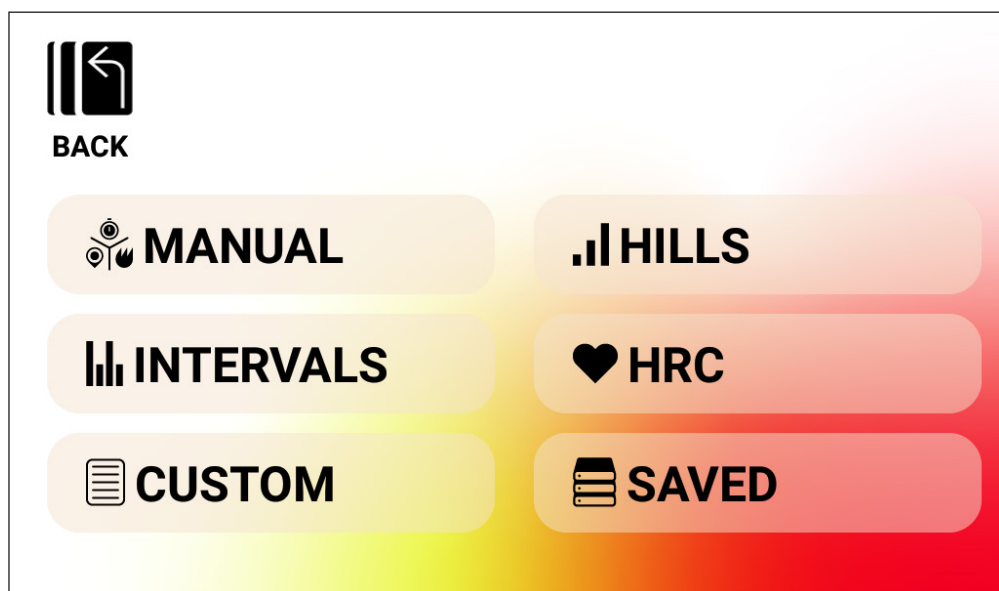 BACK
MANUAL
HILLS
INTERVALS
HRC
CUSTOM
SAVED